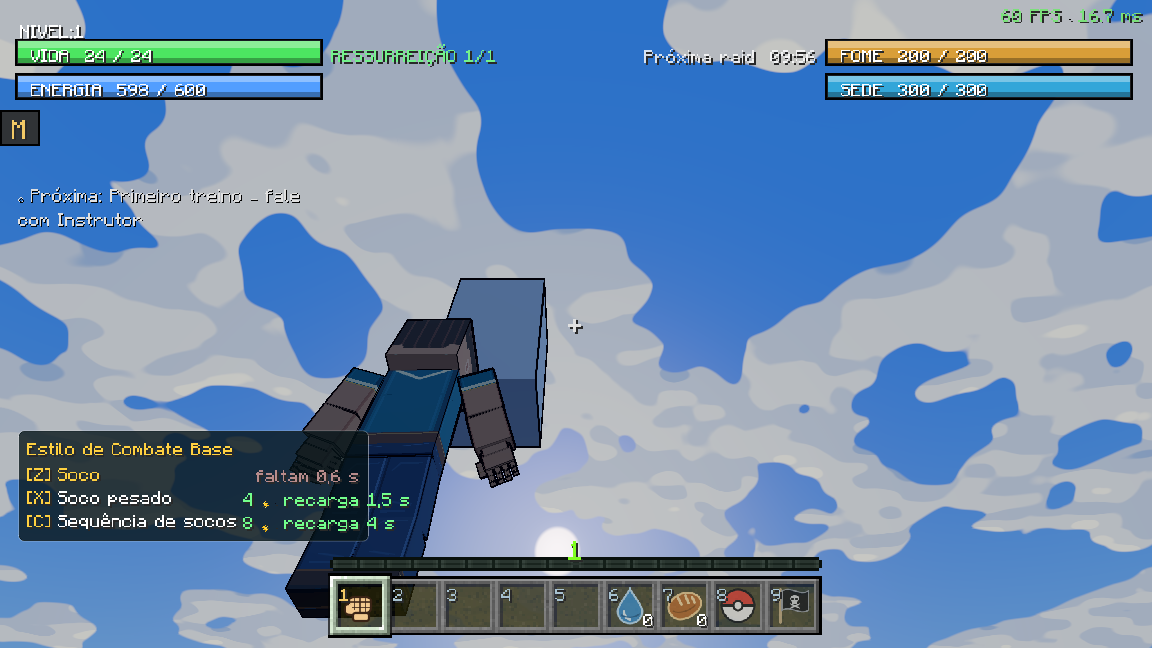 60 FPS . 16.7 ms
NIVEL:1
VIDA 24 / 24
RESSURREIÇÃO 1/1
Próxima raid 09:56
FOME 200 / 200
ENERGIA 598 / 600
SEDE 300 / 300
M
Próxima: Primeiro treino - fale
com Instrutor
Estilo de Combate Base
[Z] Soco faltam 0,6 s
[X] Soco pesado 4 recarga 1,5 s
[C] Sequência de socos 8 recarga 4 s
1
1 2 3 4 5 6 7 8 9
0 0